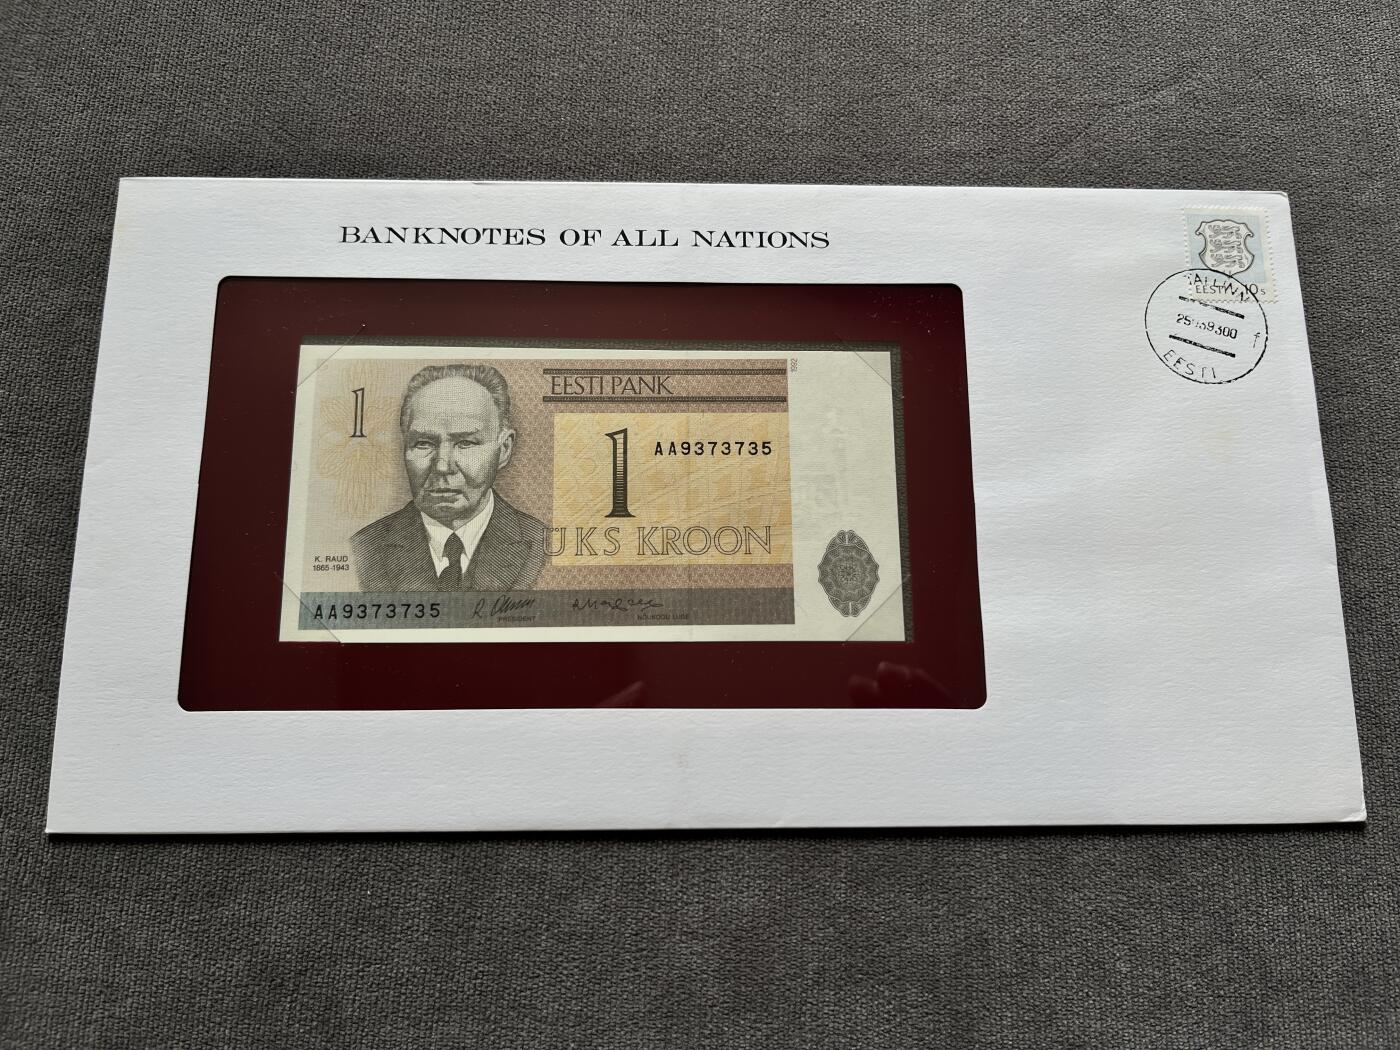 BANKNOTES OF ALL NATIONS
EESTI 10s
TALLINN
EESTI
1
EESTI PANK
1992
1
AA9373735
ÜKS KROON
K. RAUD
1865-1943
AA9373735
PRESIDENT
NÕUKOGU LIIGE
1